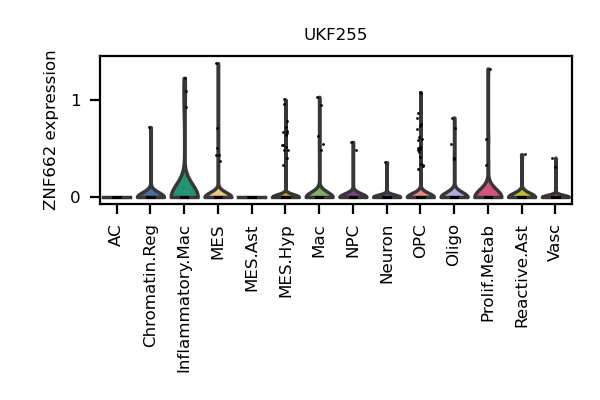 UKF255
ZNF662 expression
1
0
AC
Chromatin.Reg
Inflammatory.Mac
MES
MES.Ast
MES.Hyp
Mac
NPC
Neuron
OPC
Oligo
Prolif.Metab
Reactive.Ast
Vasc